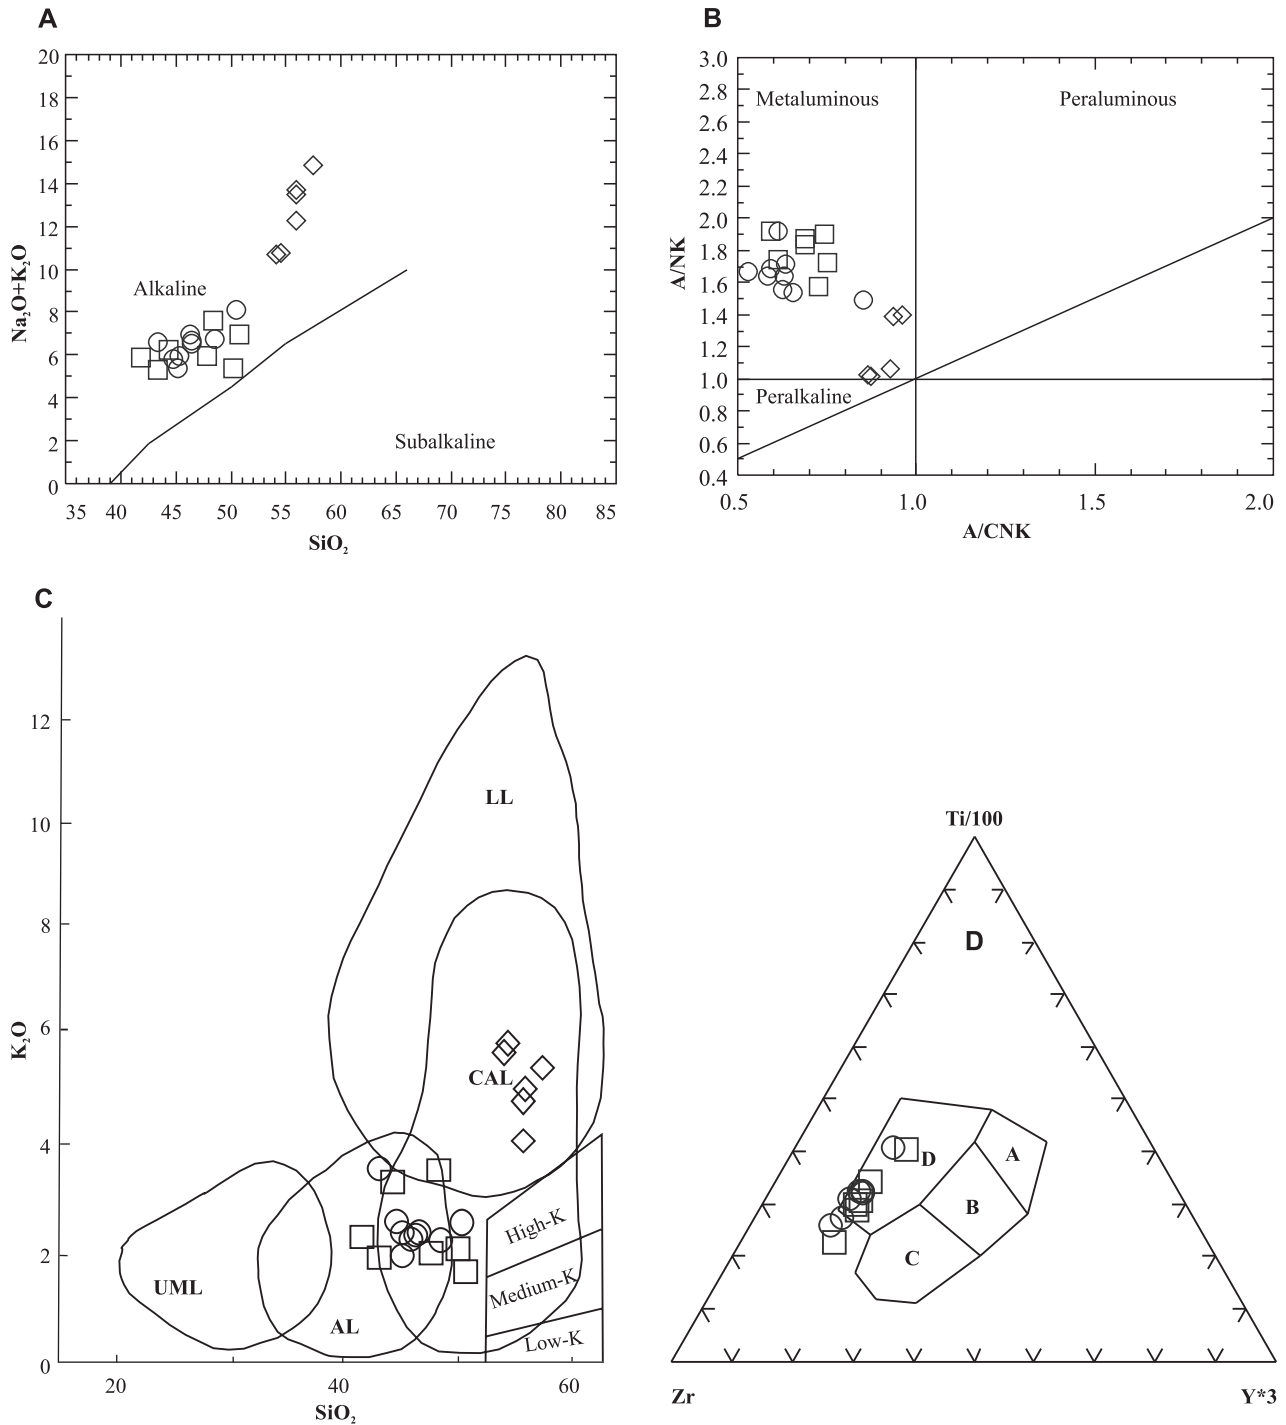 A
20
18
16
14
12
10
8
6
4
2
0
Na₂O+K₂O
Alkaline
Subalkaline
35 40 45 50 55 60 65 70 75 80 85
SiO₂
B
3.0
2.8
2.6
2.4
2.2
2.0
1.8
1.6
1.4
1.2
1.0
0.8
0.6
0.4
A/NK
Metaluminous
Peraluminous
Peralkaline
0.5 1.0 1.5 2.0
A/CNK
C
12
10
8
6
4
2
0
K₂O
LL
CAL
UML
AL
High-K
Medium-K
Low-K
20 40 60
SiO₂
Ti/100
D
D
A
B
C
Zr
Y*3